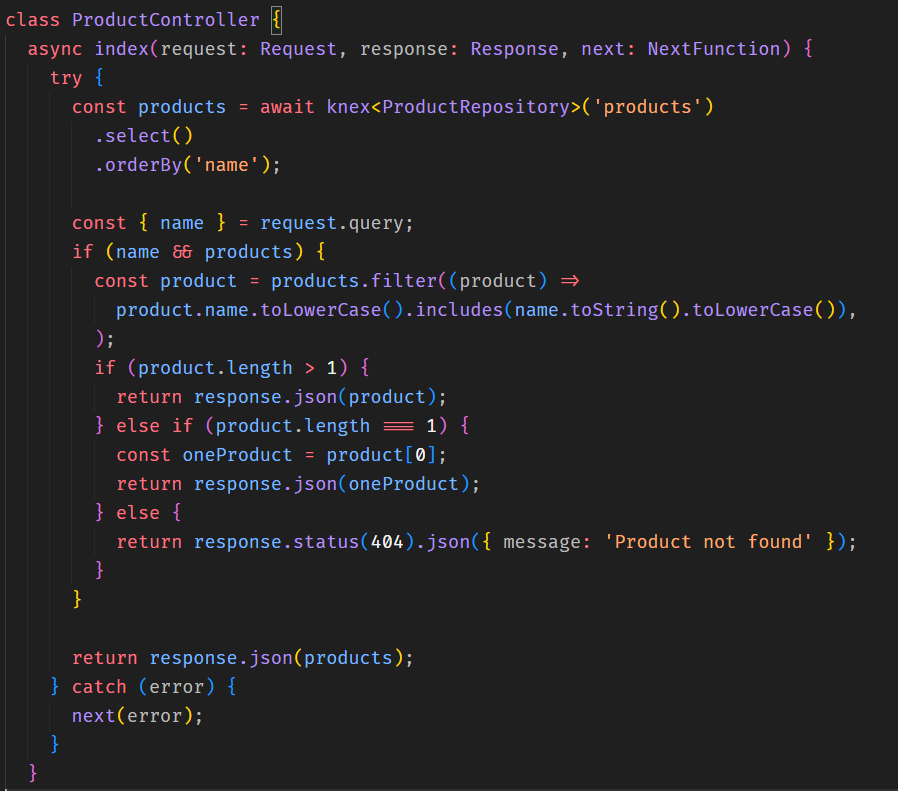 class ProductController {
  async index(request: Request, response: Response, next: NextFunction) {
    try {
      const products = await knex<ProductRepository>('products')
        .select()
        .orderBy('name');

      const { name } = request.query;
      if (name && products) {
        const product = products.filter((product) =>
          product.name.toLowerCase().includes(name.toString().toLowerCase()),
        );
        if (product.length > 1) {
          return response.json(product);
        } else if (product.length === 1) {
          const oneProduct = product[0];
          return response.json(oneProduct);
        } else {
          return response.status(404).json({ message: 'Product not found' });
        }
      }

      return response.json(products);
    } catch (error) {
      next(error);
    }
  }